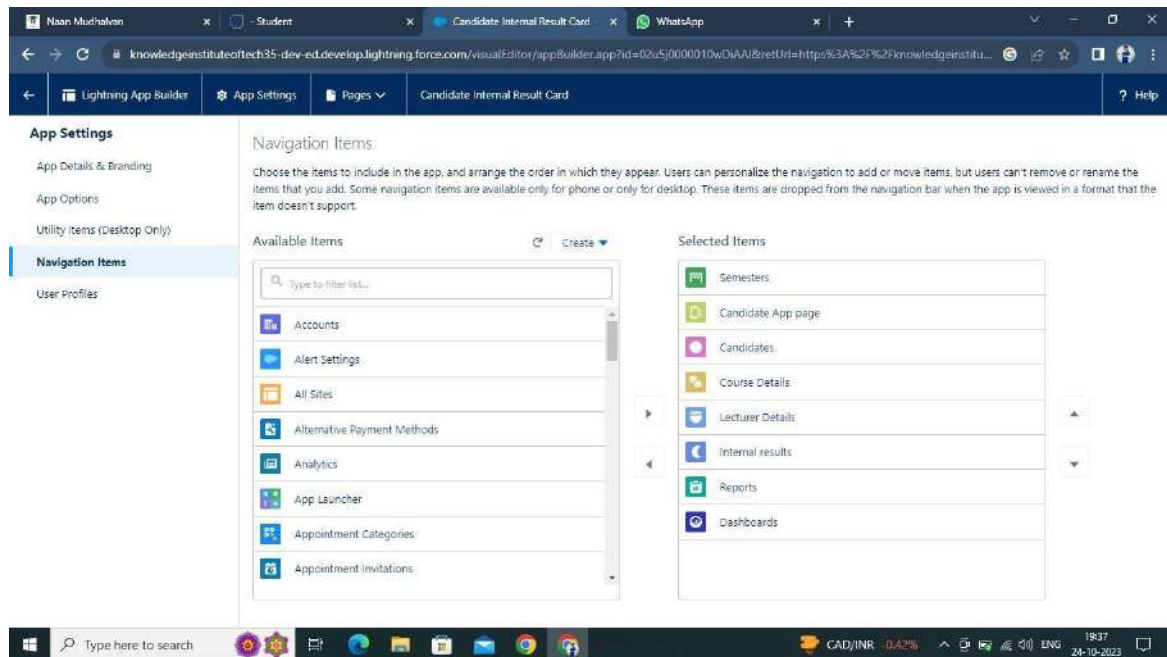 Naan Mudhalvan
- Student
Candidate Internal Result Card
WhatsApp
knowledgeinstituteoftech35-dev-ed.develop.lightning.force.com/visualEditor/appBuilder.app?id=02u5j0000010wDiAAI&retUrl=https%3A%2F%2Fknowledgeinstitu...
Lightning App Builder
App Settings
Pages
Candidate Internal Result Card
? Help
App Settings
App Details & Branding
App Options
Utility Items (Desktop Only)
Navigation Items
User Profiles
Navigation Items
Choose the items to include in the app, and arrange the order in which they appear. Users can personalize the navigation to add or move items, but users can't remove or rename the
items that you add. Some navigation items are available only for phone or only for desktop. These items are dropped from the navigation bar when the app is viewed in a format that the
item doesn't support.
Available Items
Create
Type to filter list...
Accounts
Alert Settings
All Sites
Alternative Payment Methods
Analytics
App Launcher
Appointment Categories
Appointment Invitations
Selected Items
Semesters
Candidate App page
Candidates
Course Details
Lecturer Details
Internal results
Reports
Dashboards
Type here to search
CAD/INR -0.42%
ENG
19:37
24-10-2023